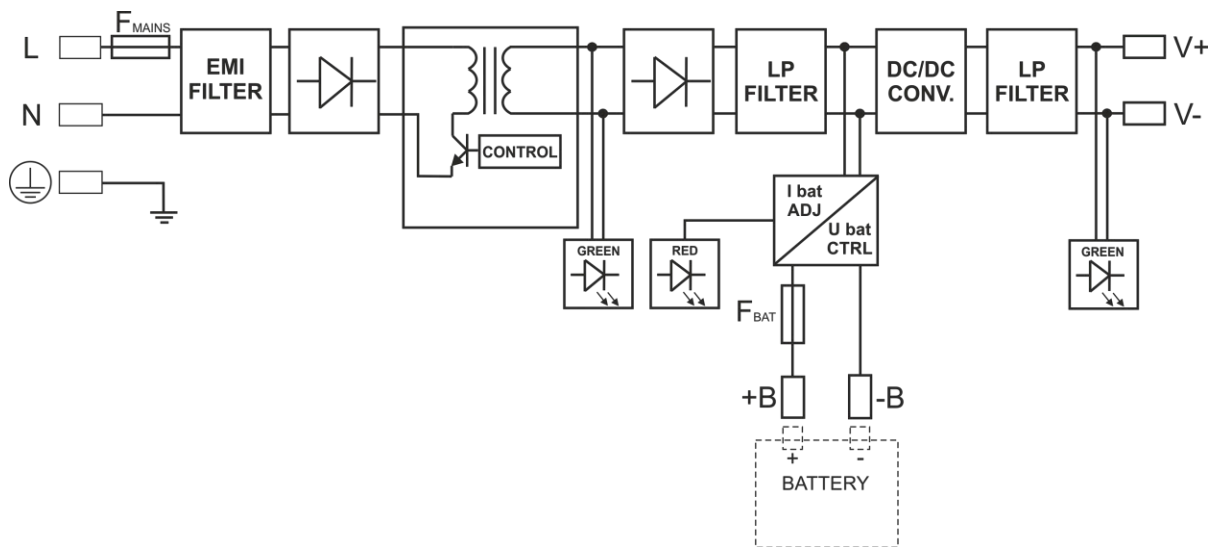 L
F MAINS
EMI
FILTER
LP
FILTER
DC/DC
CONV.
LP
FILTER
V+
N
V-
CONTROL
I bat
ADJ
U bat
CTRL
GREEN
RED
GREEN
F BAT
+B
-B
+ -
BATTERY